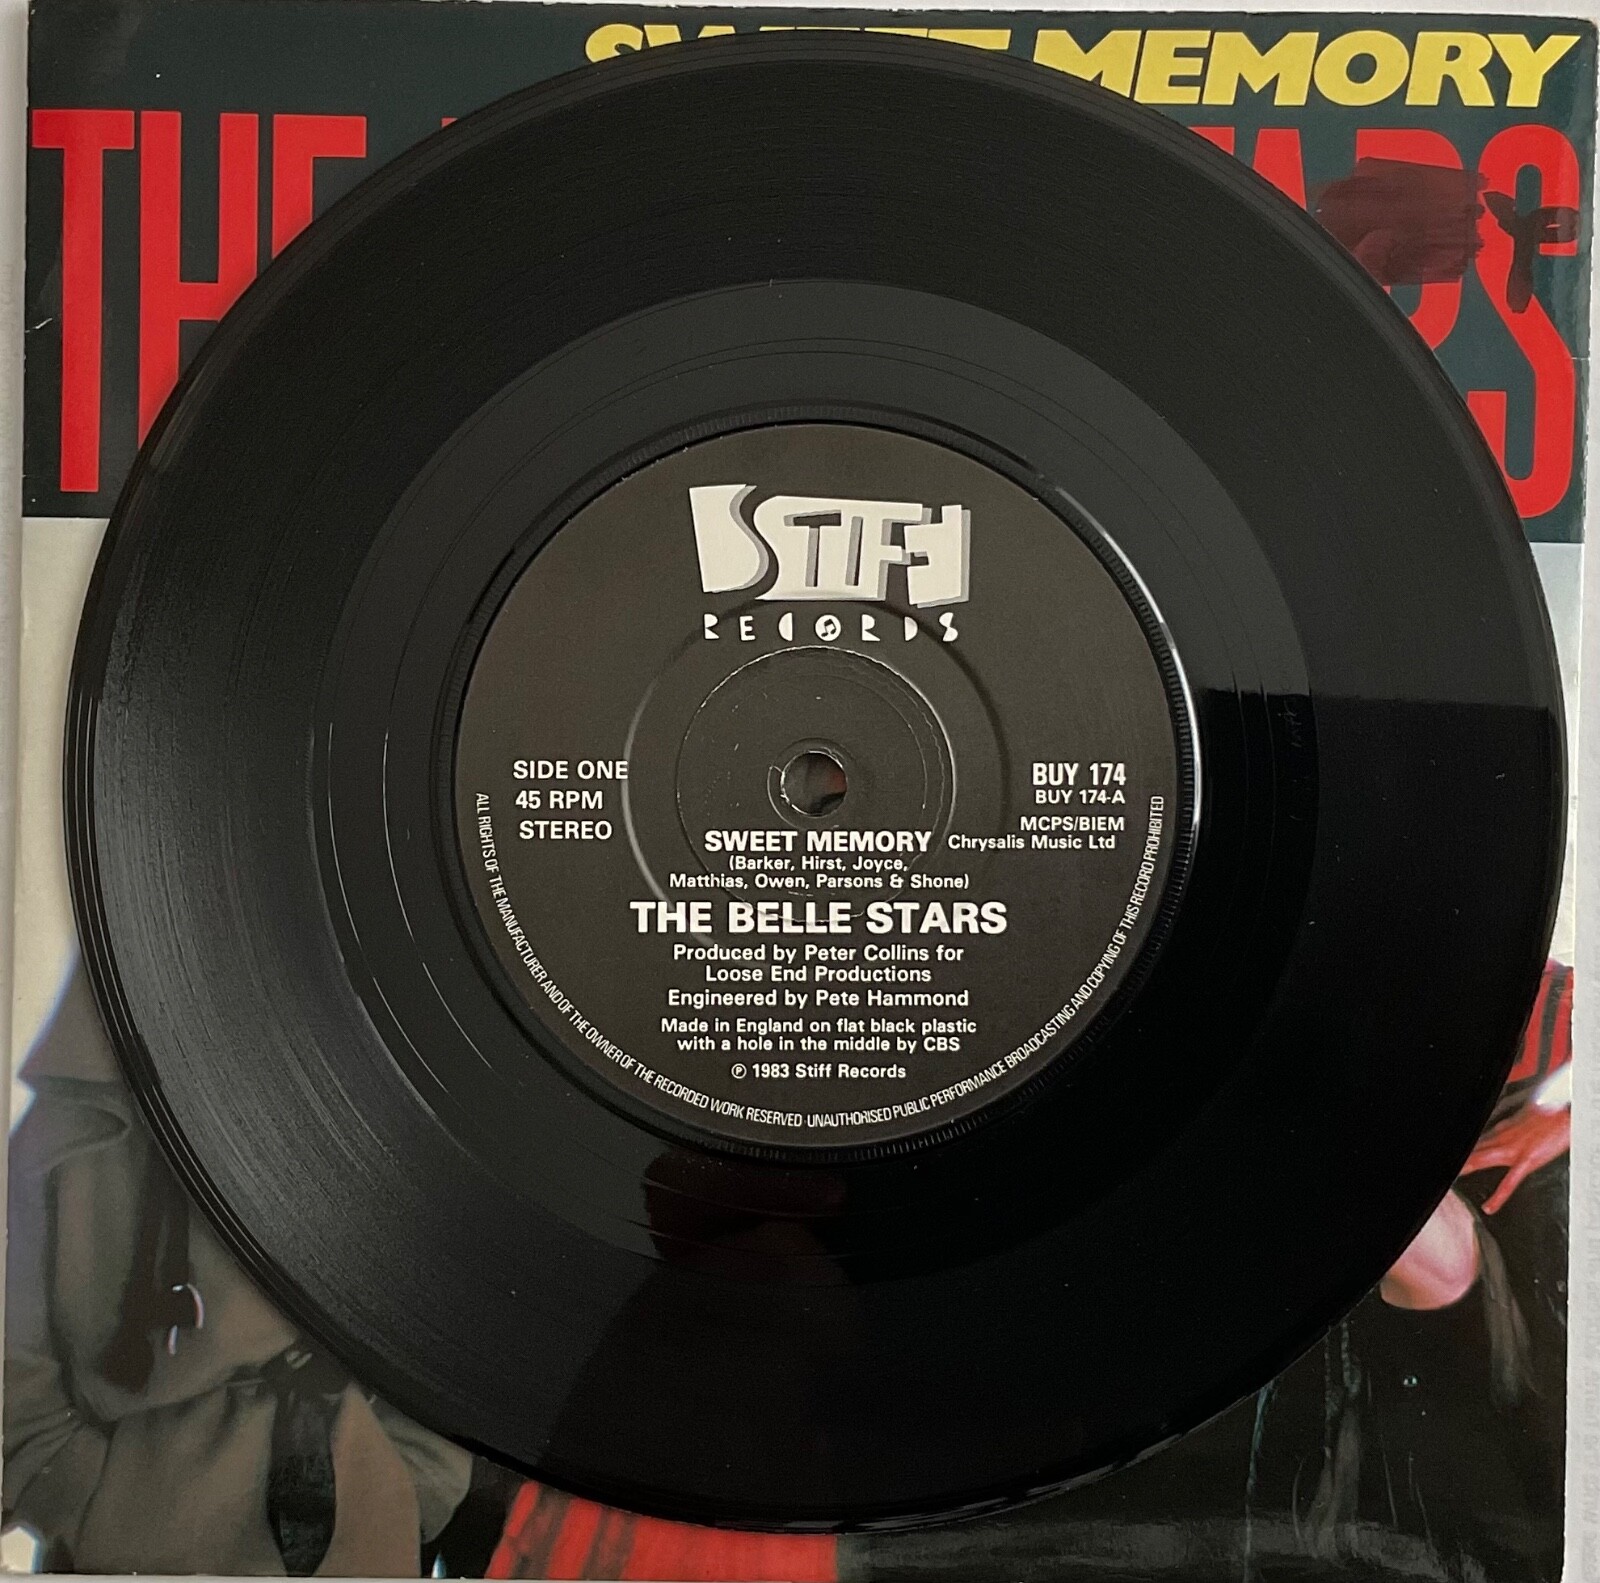 SWEET MEMORY
THE STARS
STIFF
RECORDS
SIDE ONE
45 RPM
STEREO
BUY 174
BUY 174-A
MCPS/BIEM
Chrysalis Music Ltd
SWEET MEMORY
(Barker, Hirst, Joyce,
Matthias, Owen, Parsons & Shone)
THE BELLE STARS
Produced by Peter Collins for
Loose End Productions
Engineered by Pete Hammond
Made in England on flat black plastic
with a hole in the middle by CBS
℗ 1983 Stiff Records
ALL RIGHTS OF THE MANUFACTURER AND OF THE OWNER OF THE RECORDED WORK RESERVED · UNAUTHORISED PUBLIC PERFORMANCE BROADCASTING AND COPYING OF THIS RECORD PROHIBITED